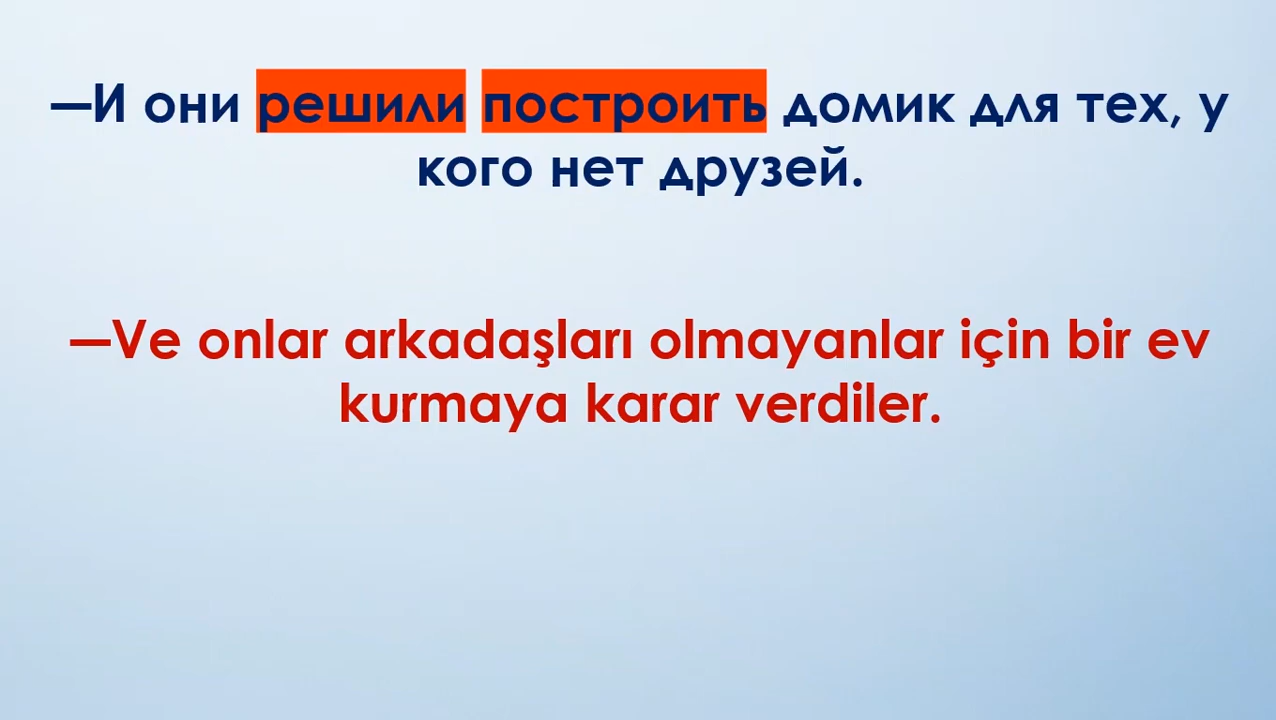 —И они решили построить домик для тех, у
кого нет друзей.
—Ve onlar arkadaşları olmayanlar için bir ev
kurmaya karar verdiler.